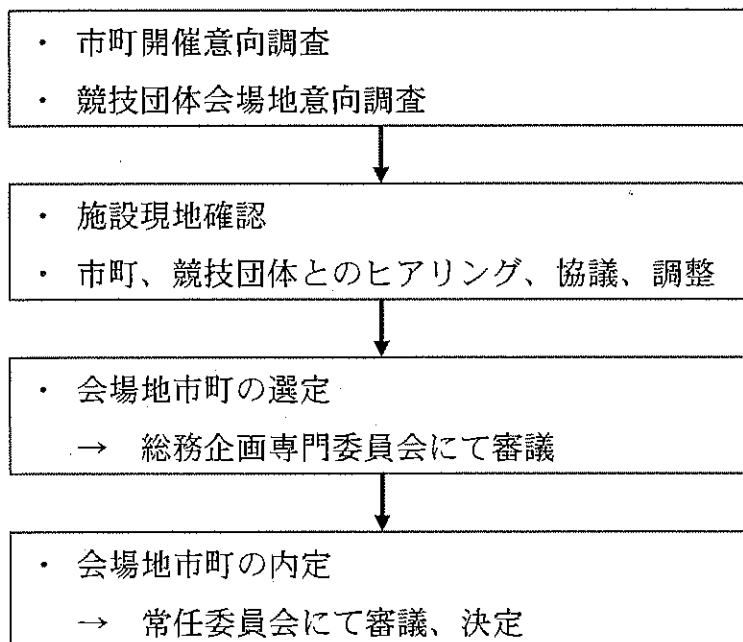 ・ 市町開催意向調査
・ 競技団体会場地意向調査
・ 施設現地確認
・ 市町、競技団体とのヒアリング、協議、調整
・ 会場地市町の選定
→ 総務企画専門委員会にて審議
・ 会場地市町の内定
→ 常任委員会にて審議、決定